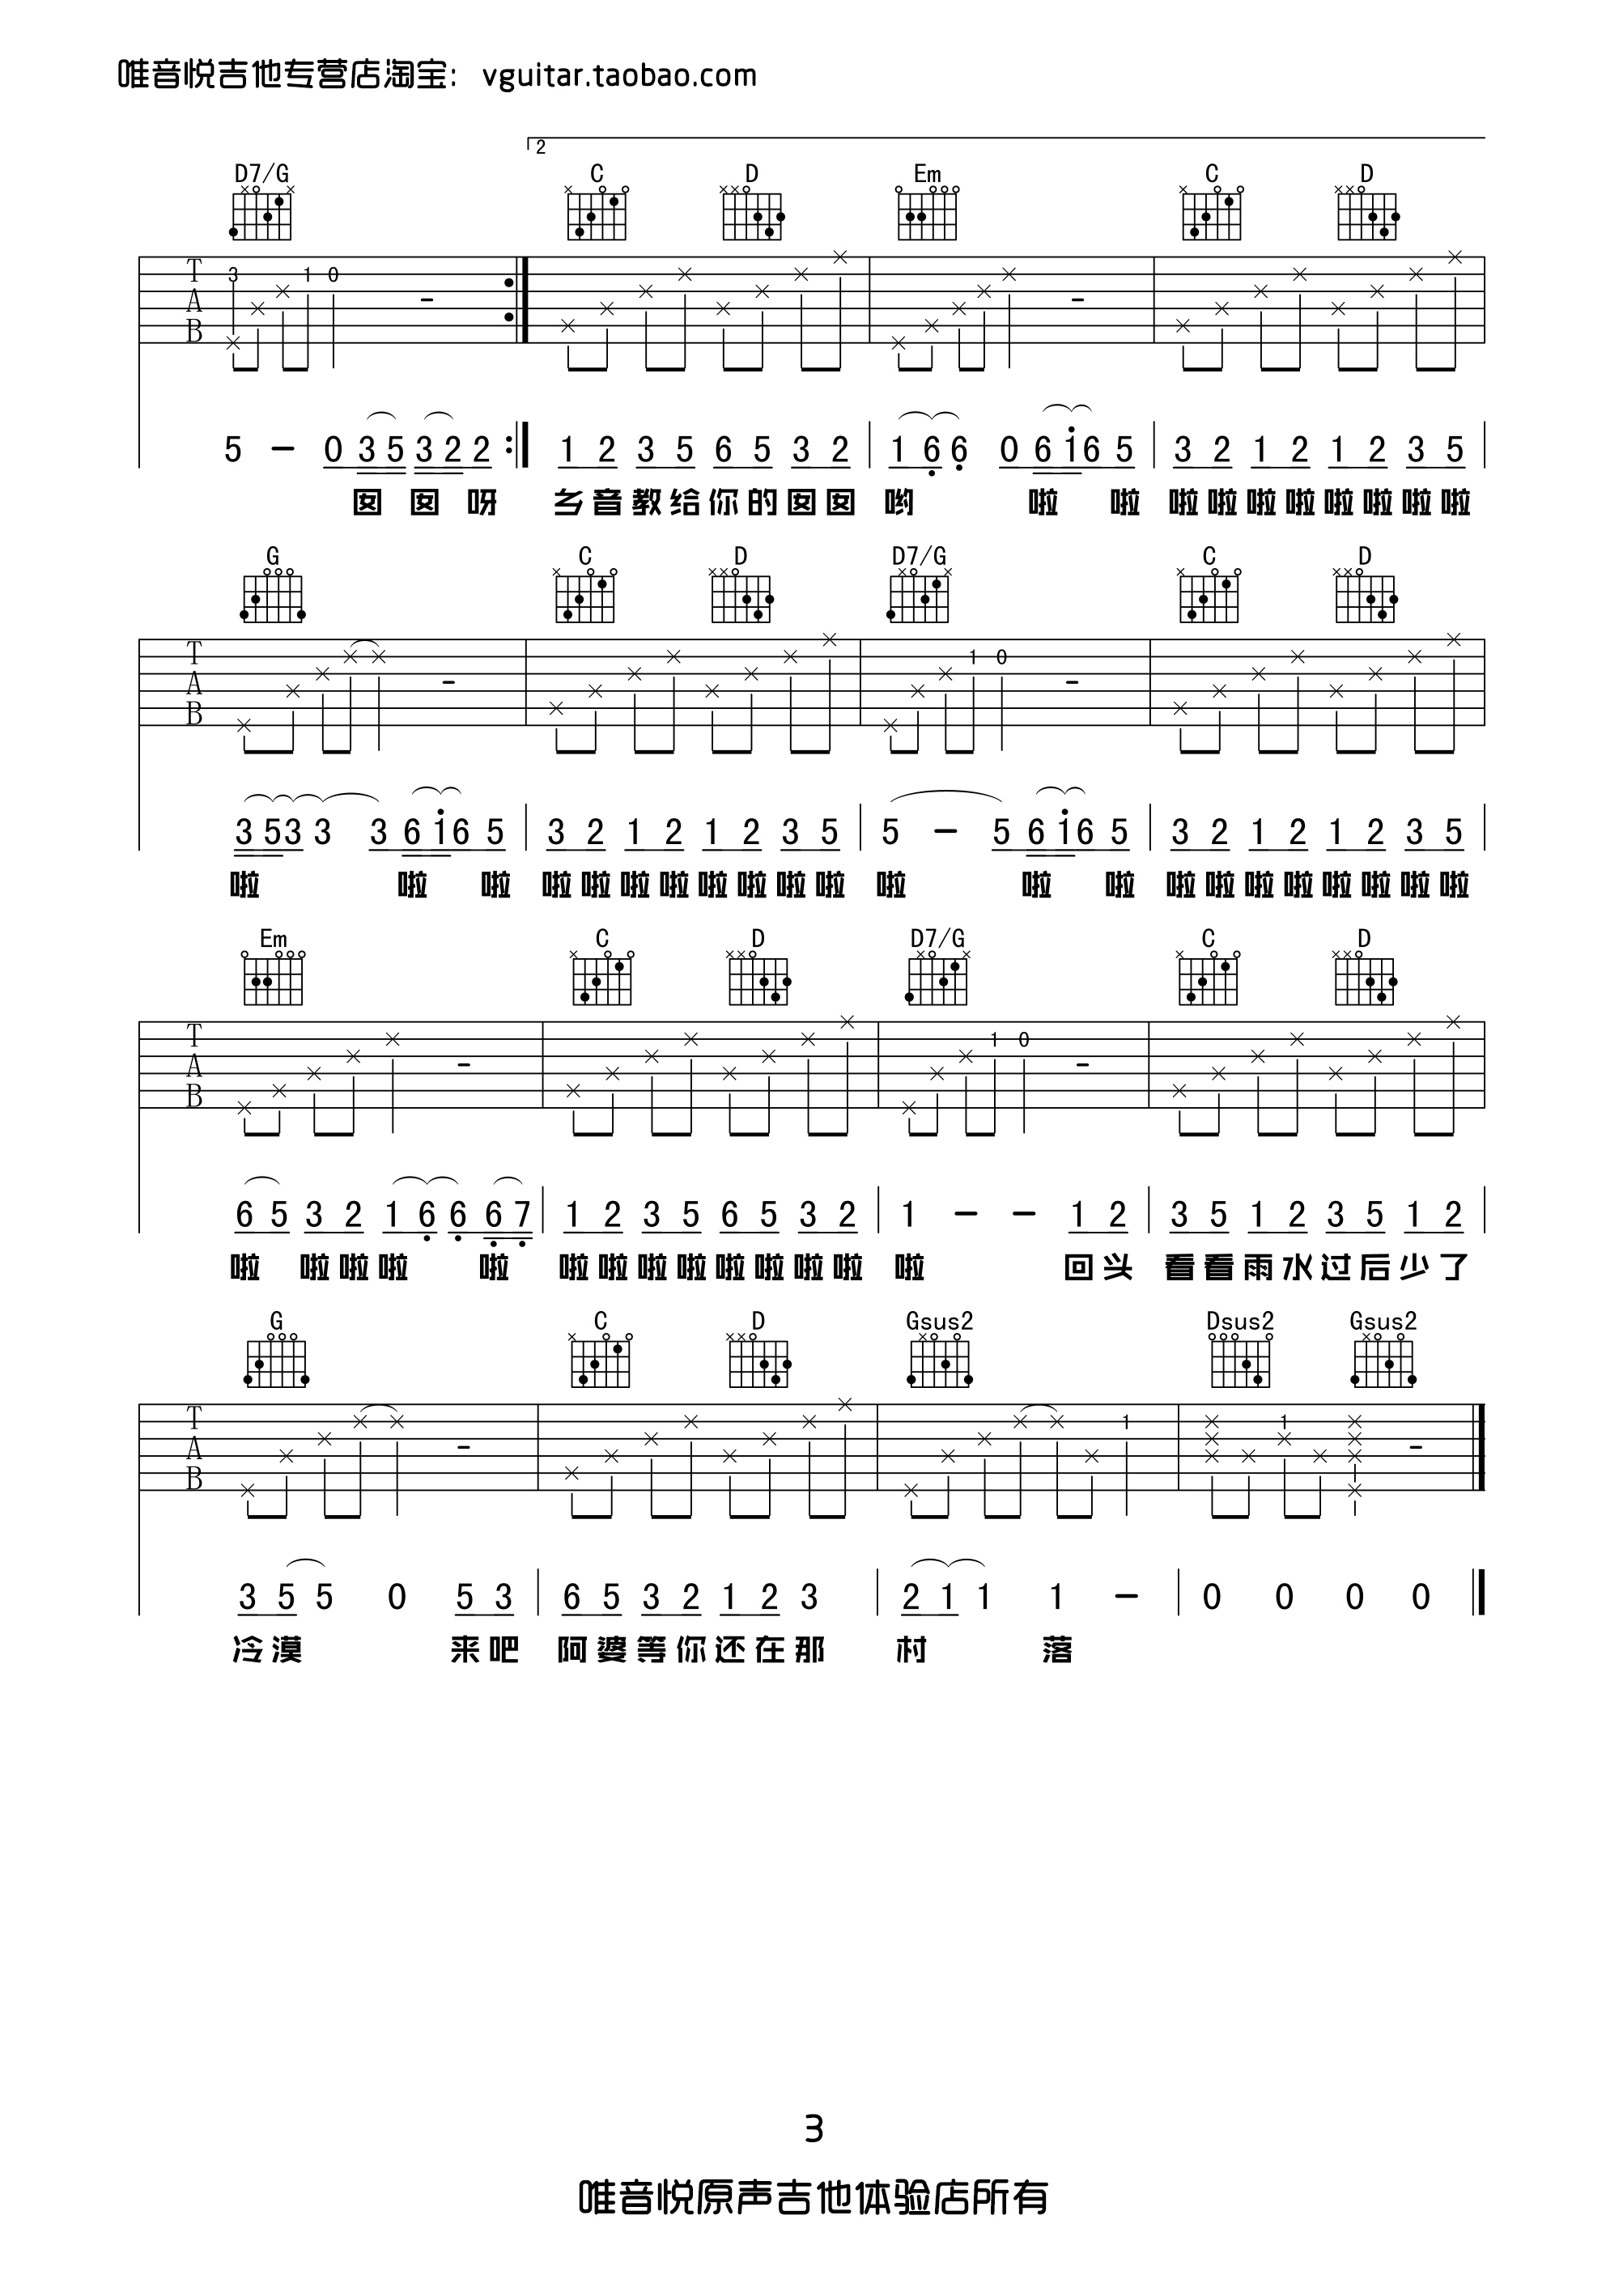 唯音悦吉他专营店淘宝: vguitar.taobao.com
2
D7/G C D Em C D
T 3 1 0
A
B
5 - 0 3 5 3 2 2 :| 1 2 3 5 6 5 3 2 | 1 6 6 0 6 1 6 5 | 3 2 1 2 1 2 3 5 |
囡 囡 呀 乡音教给你的囡囡 哟 啦 啦 啦啦啦啦啦啦啦啦
G C D D7/G C D
T 1 0
A
B
3 5 3 3 3 6 1 6 5 | 3 2 1 2 1 2 3 5 | 5 - 5 6 1 6 5 | 3 2 1 2 1 2 3 5 |
啦 啦 啦 啦啦啦啦啦啦啦啦 啦 啦 啦 啦啦啦啦啦啦啦啦
Em C D D7/G C D
T 1 0
A
B
6 5 3 2 1 6 6 6 7 | 1 2 3 5 6 5 3 2 | 1 - - 1 2 | 3 5 1 2 3 5 1 2 |
啦 啦啦啦 啦 啦啦啦啦啦啦啦啦 啦 回头 看看雨水过后少了
G C D Gsus2 Dsus2 Gsus2
T 1 1
A
B
3 5 5 0 5 3 | 6 5 3 2 1 2 3 | 2 1 1 1 - | 0 0 0 0 ||
冷漠 来吧 阿婆等你还在那 村 落
3
唯音悦原声吉他体验店所有